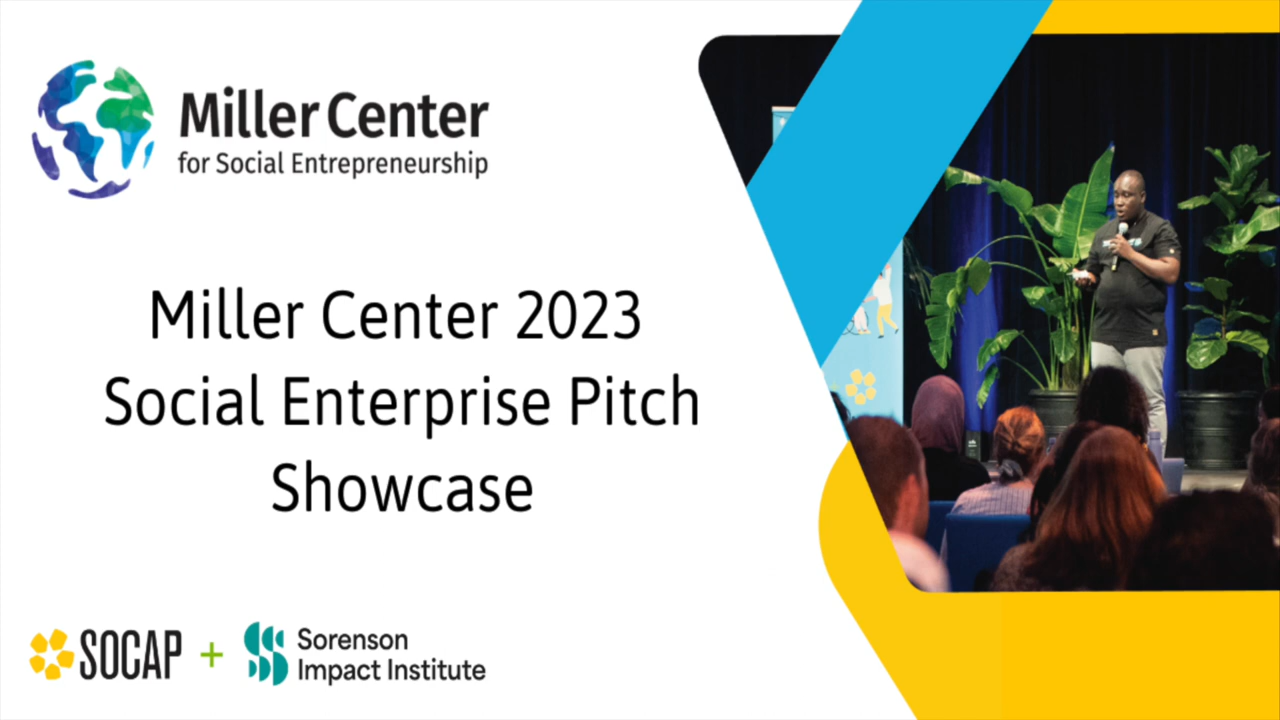 Miller Center
for Social Entrepreneurship
Miller Center 2023
Social Enterprise Pitch
Showcase
SOCAP + Sorenson
Impact Institute